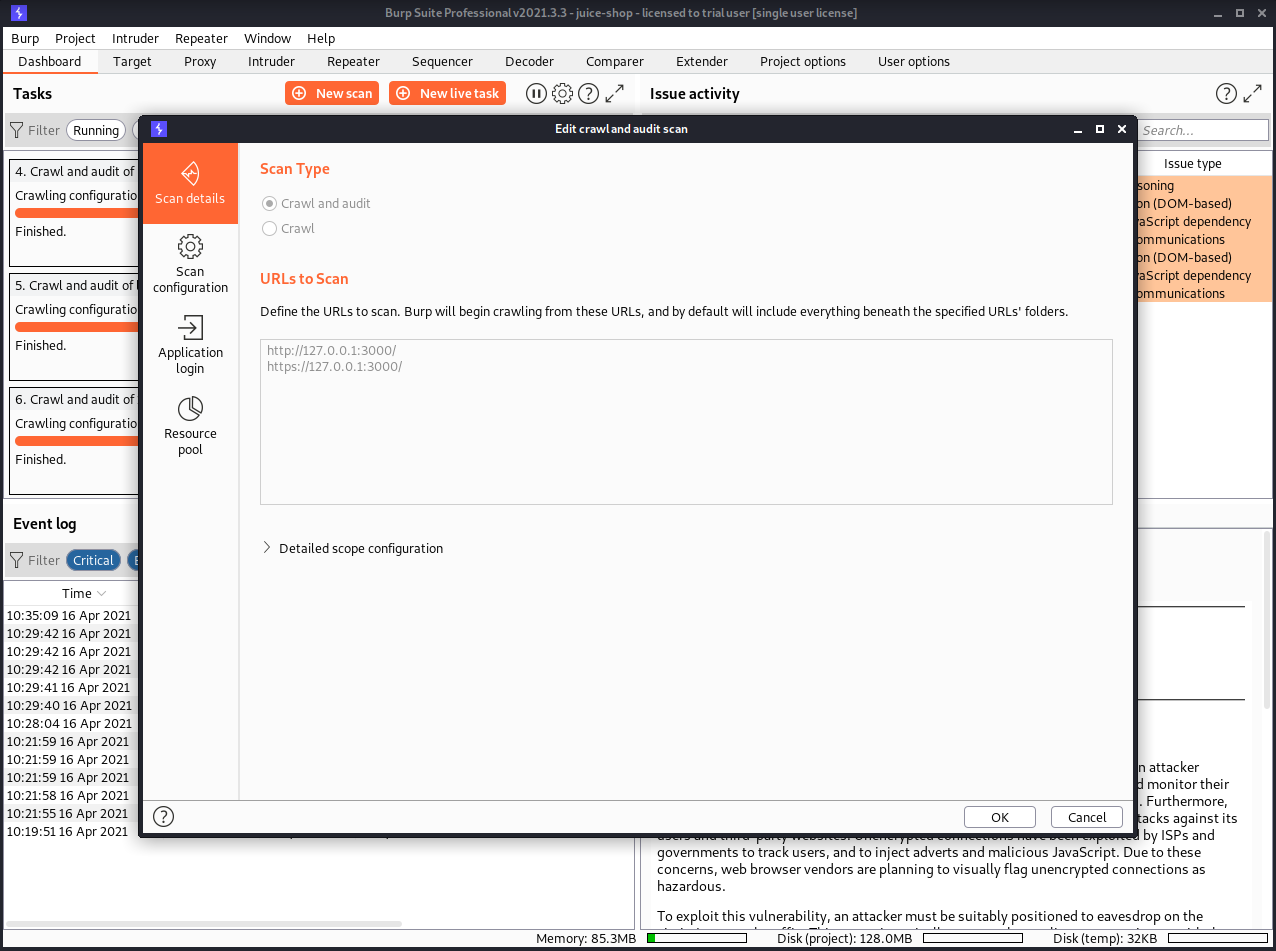 Burp Suite Professional v2021.3.3 - juice-shop - licensed to trial user [single user license]
Burp Project Intruder Repeater Window Help
Dashboard Target Proxy Intruder Repeater Sequencer Decoder Comparer Extender Project options User options
Tasks
New scan
New live task
Issue activity
Filter Running
Search...
4. Crawl and audit of
Crawling configuratio
Finished.
5. Crawl and audit of
Crawling configuratio
Finished.
6. Crawl and audit of
Crawling configuratio
Finished.
Issue type
soning
on (DOM-based)
vaScript dependency
ommunications
on (DOM-based)
vaScript dependency
ommunications
Edit crawl and audit scan
Scan details
Scan
configuration
Application
login
Resource
pool
Scan Type
Crawl and audit
Crawl
URLs to Scan
Define the URLs to scan. Burp will begin crawling from these URLs, and by default will include everything beneath the specified URLs' folders.
http://127.0.0.1:3000/
https://127.0.0.1:3000/
Detailed scope configuration
OK
Cancel
Event log
Filter Critical
Time
10:35:09 16 Apr 2021
10:29:42 16 Apr 2021
10:29:42 16 Apr 2021
10:29:42 16 Apr 2021
10:29:41 16 Apr 2021
10:29:40 16 Apr 2021
10:28:04 16 Apr 2021
10:21:59 16 Apr 2021
10:21:59 16 Apr 2021
10:21:59 16 Apr 2021
10:21:58 16 Apr 2021
10:21:55 16 Apr 2021
10:19:51 16 Apr 2021
n attacker
d monitor their
. Furthermore,
tacks against its
users and third-party websites. Unencrypted connections have been exploited by ISPs and
governments to track users, and to inject adverts and malicious JavaScript. Due to these
concerns, web browser vendors are planning to visually flag unencrypted connections as
hazardous.
To exploit this vulnerability, an attacker must be suitably positioned to eavesdrop on the
Memory: 85.3MB
Disk (project): 128.0MB
Disk (temp): 32KB